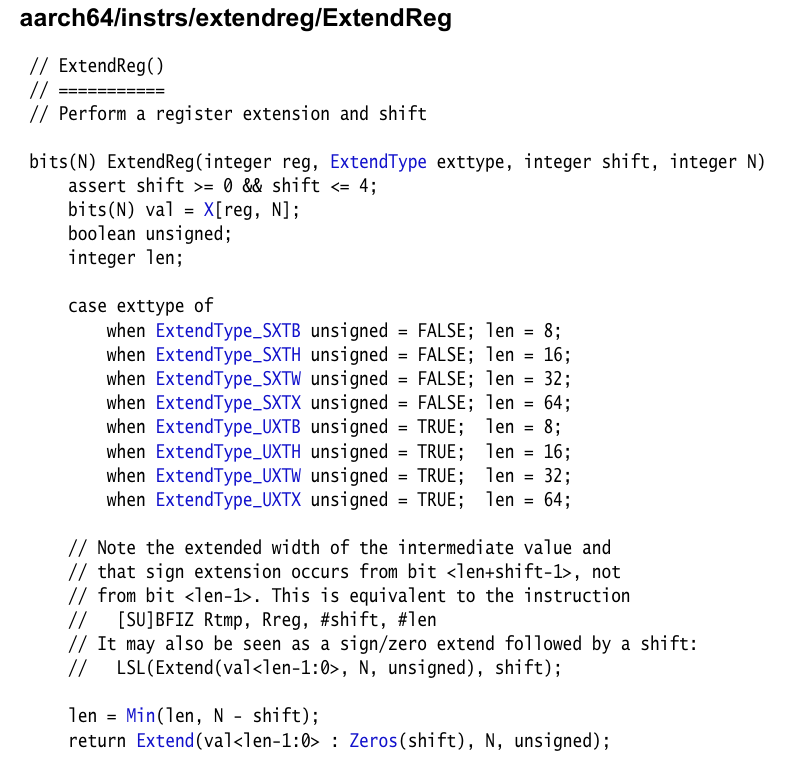 aarch64/instrs/extendreg/ExtendReg
// ExtendReg()
// ===========
// Perform a register extension and shift
bits(N) ExtendReg(integer reg, ExtendType exttype, integer shift, integer N)
assert shift >= 0 && shift <= 4;
bits(N) val = X[reg, N];
boolean unsigned;
integer len;
case exttype of
when ExtendType_SXTB unsigned = FALSE; len = 8;
when ExtendType_SXTH unsigned = FALSE; len = 16;
when ExtendType_SXTW unsigned = FALSE; len = 32;
when ExtendType_SXTX unsigned = FALSE; len = 64;
when ExtendType_UXTB unsigned = TRUE;  len = 8;
when ExtendType_UXTH unsigned = TRUE;  len = 16;
when ExtendType_UXTW unsigned = TRUE;  len = 32;
when ExtendType_UXTX unsigned = TRUE;  len = 64;
// Note the extended width of the intermediate value and
// that sign extension occurs from bit <len+shift-1>, not
// from bit <len-1>. This is equivalent to the instruction
//   [SU]BFIZ Rtmp, Rreg, #shift, #len
// It may also be seen as a sign/zero extend followed by a shift:
//   LSL(Extend(val<len-1:0>, N, unsigned), shift);
len = Min(len, N - shift);
return Extend(val<len-1:0> : Zeros(shift), N, unsigned);